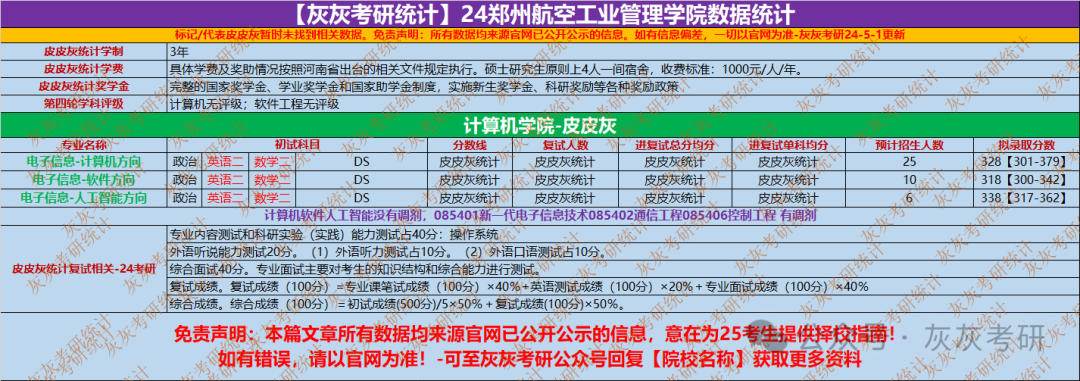 【灰灰考研统计】24郑州航空工业管理学院数据统计
标记/代表皮皮灰暂时未找到相关数据。免责声明：所有数据均来源官网已公开公示的信息。如有信息偏差，一切以官网为准-灰灰考研24-5-1更新
皮皮灰统计学制 3年
皮皮灰统计学费 具体学费及奖助情况按照河南省出台的相关文件规定执行。硕士研究生原则上4人一间宿舍，收费标准：1000元/人/年。
皮皮灰统计奖学金 完整的国家奖学金、学业奖学金和国家助学金制度，实施新生奖学金、科研奖励等各种奖励政策
第四轮学科评级 计算机无评级；软件工程无评级
计算机学院-皮皮灰
专业名称 初试科目 分数线 复试人数 进复试总分均分 进复试单科均分 预计招生人数 拟录取分数
电子信息-计算机方向 政治 英语二 数学二 DS 皮皮灰统计 皮皮灰统计 皮皮灰统计 皮皮灰统计 25 328【301-379】
电子信息-软件方向 政治 英语二 数学二 DS 皮皮灰统计 皮皮灰统计 皮皮灰统计 皮皮灰统计 10 318【300-342】
电子信息-人工智能方向 政治 英语二 数学二 DS 皮皮灰统计 皮皮灰统计 皮皮灰统计 皮皮灰统计 6 338【317-362】
计算机软件人工智能没有调剂，085401新一代电子信息技术085402通信工程085406控制工程 有调剂
皮皮灰统计复试相关-24考研
专业内容测试和科研实验（实践）能力测试占40分：操作系统
外语听说能力测试20分。（1）外语听力测试占10分。（2）外语口语测试占10分。
综合面试40分。专业面试主要对考生的知识结构和综合能力进行测试。
复试成绩。复试成绩（100分）=专业课笔试成绩（100分）×40%+英语测试成绩（100分）×20%+专业面试成绩（100分）×40%
综合成绩。综合成绩（100分）=初试成绩(500分)/5×50%+复试成绩(100分)×50%。
免责声明：本篇文章所有数据均来源官网已公开公示的信息，意在为25考生提供择校指南！
如有错误，请以官网为准！-可至灰灰考研公众号回复【院校名称】获取更多资料
公众号·灰灰考研